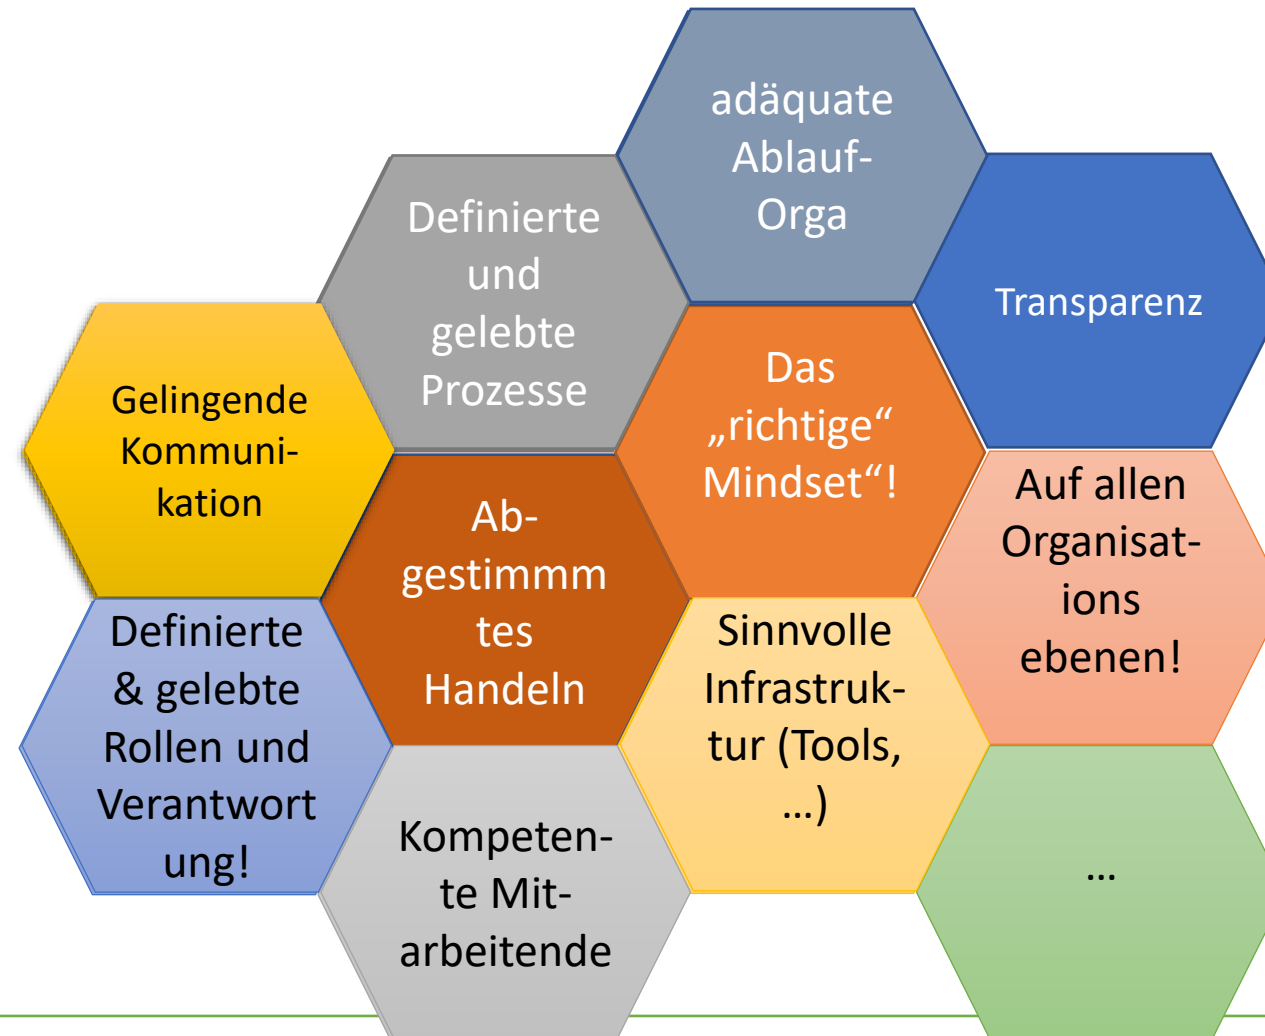 adäquate
Ablauf-
Orga
Definierte
und
gelebte
Prozesse
Transparenz
Gelingende
Kommuni-
kation
Das
„richtige“
Mindset“!
Ab-
gestimmm
tes
Handeln
Auf allen
Organisat-
ions
ebenen!
Definierte
& gelebte
Rollen und
Verantwort
ung!
Sinnvolle
Infrastruk-
tur (Tools,
…)
Kompeten-
te Mit-
arbeitende
…